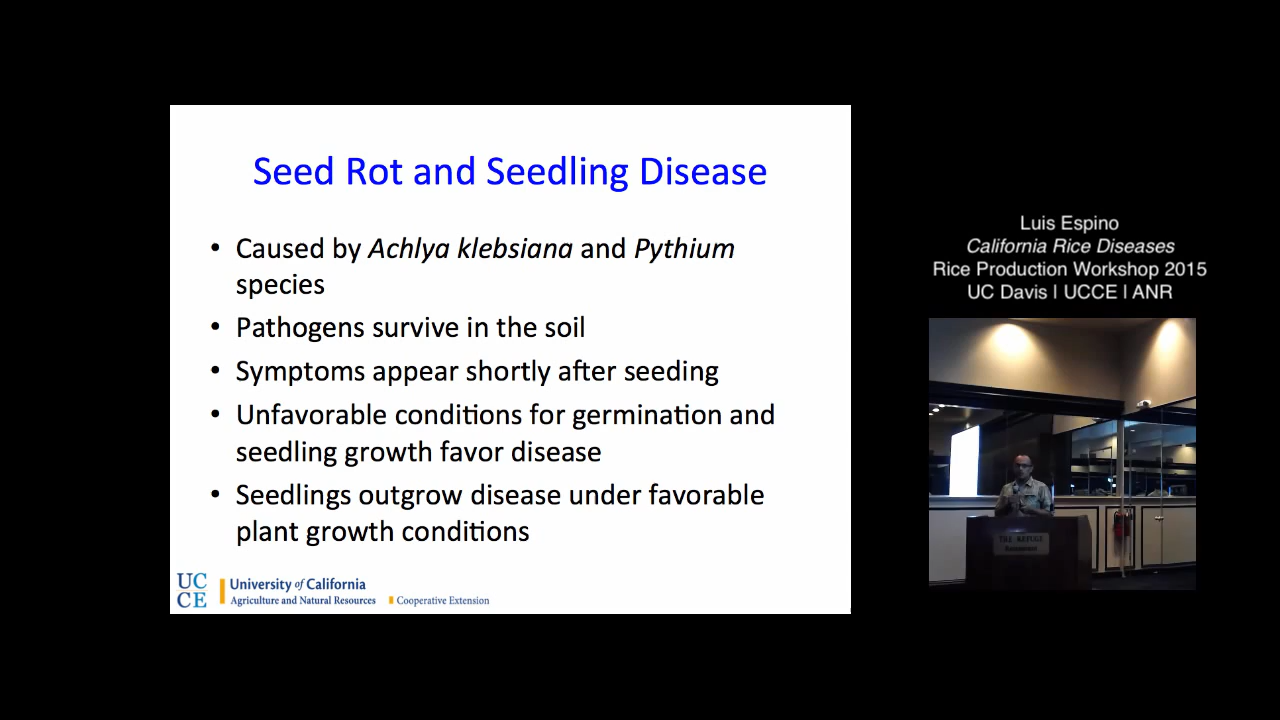 Seed Rot and Seedling Disease
• Caused by Achlya klebsiana and Pythium
species
• Pathogens survive in the soil
• Symptoms appear shortly after seeding
• Unfavorable conditions for germination and
seedling growth favor disease
• Seedlings outgrow disease under favorable
plant growth conditions
UC
CE
University of California
Agriculture and Natural Resources
Cooperative Extension
Luis Espino
California Rice Diseases
Rice Production Workshop 2015
UC Davis | UCCE | ANR
THE REFUGE